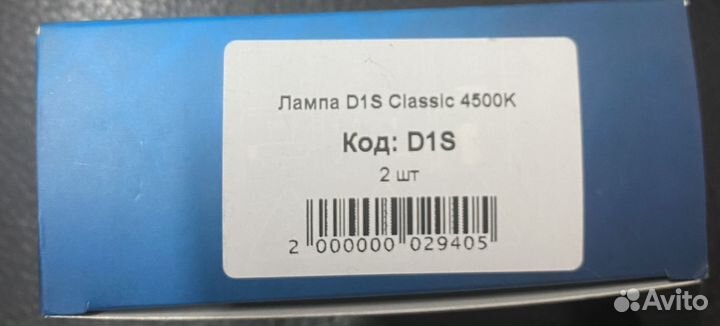 Лампа D1S Classic 4500K
Код: D1S
2 шт
2 000000 029405
Avito